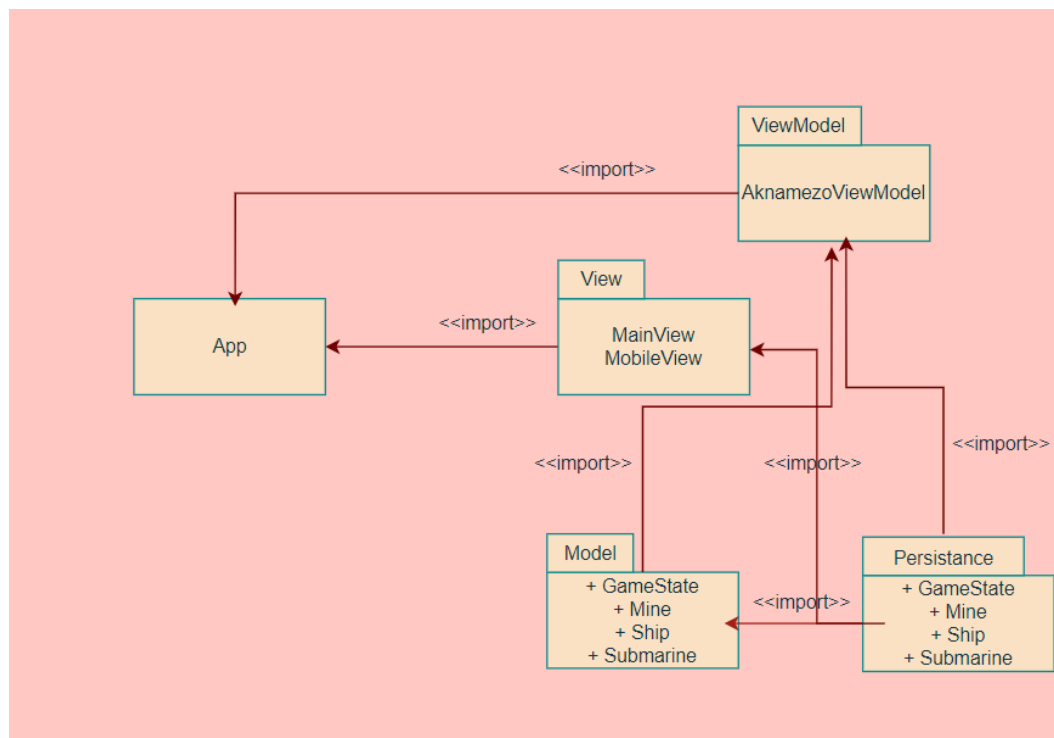 ViewModel
<<import>>
AknamezoViewModel
View
<<import>>
MainView
MobileView
App
<<import>>
<<import>>
<<import>>
Model
Persistance
+ GameState
+ Mine
+ Ship
+ Submarine
<<import>>
+ GameState
+ Mine
+ Ship
+ Submarine